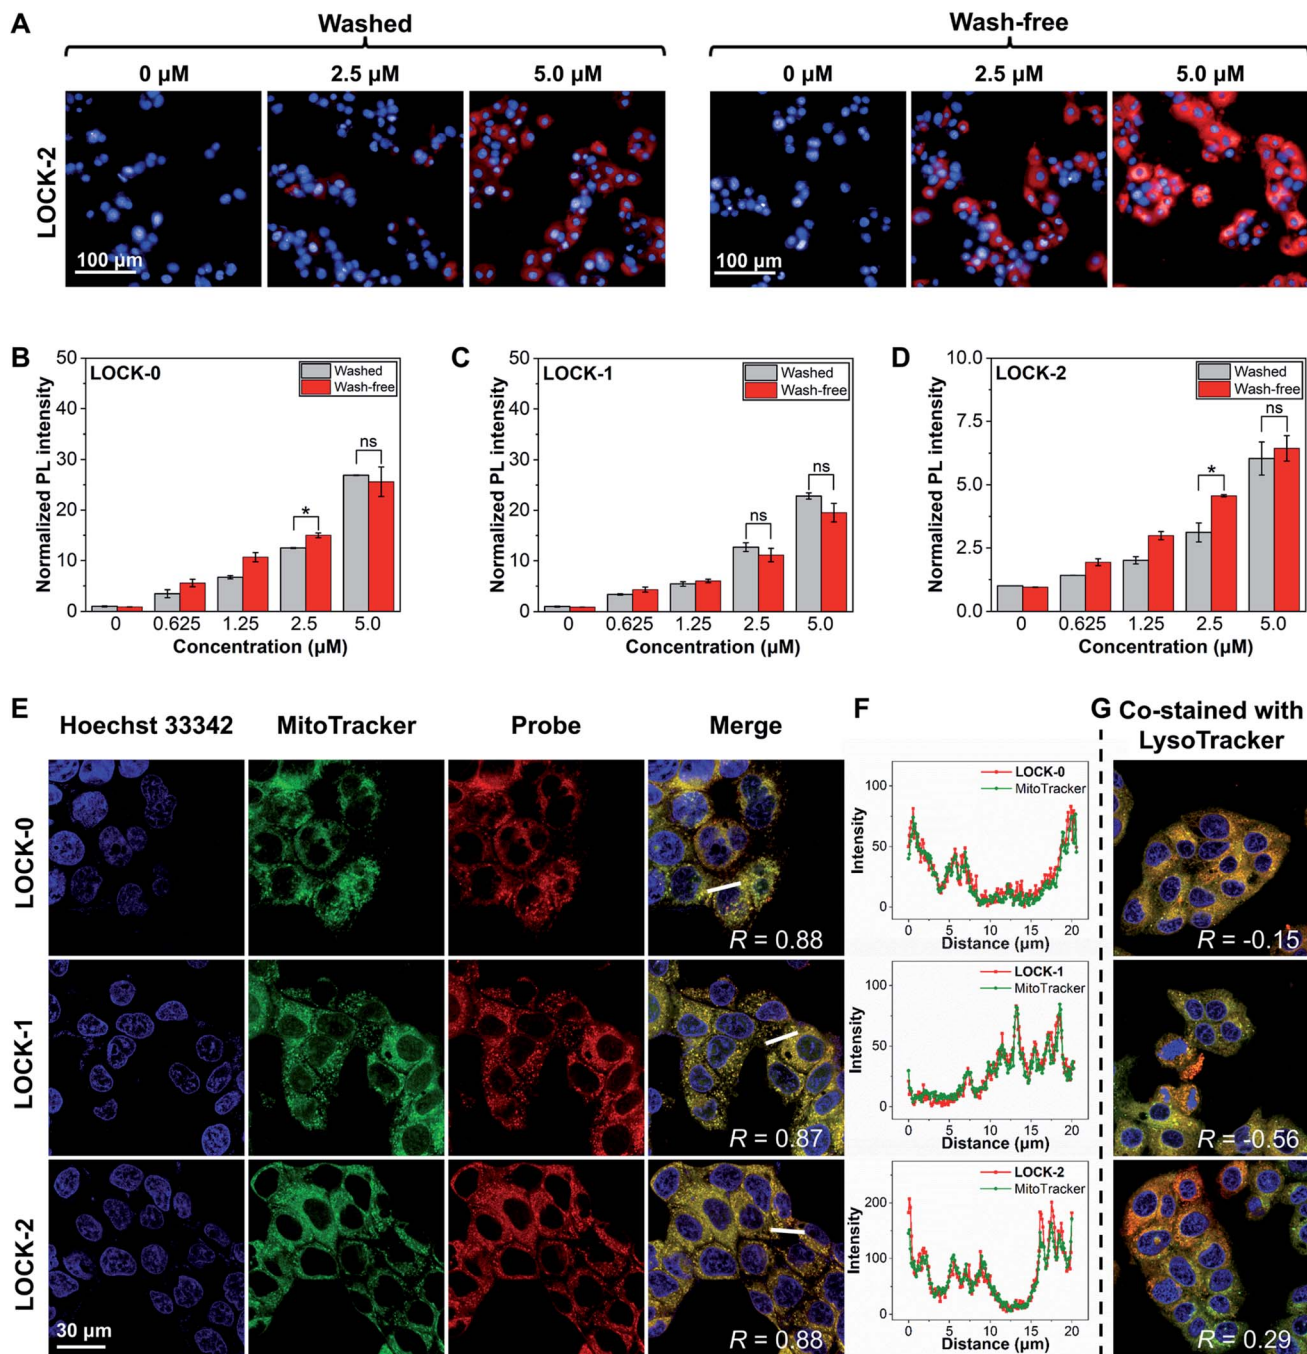 A
Washed
Wash-free
0 µM
2.5 µM
5.0 µM
0 µM
2.5 µM
5.0 µM
LOCK-2
100 µm
100 µm
B
LOCK-0
Washed
Wash-free
Normalized PL intensity
50
40
30
20
10
0
ns
*
0
0.625
1.25
2.5
5.0
Concentration (µM)
C
LOCK-1
Washed
Wash-free
Normalized PL intensity
50
40
30
20
10
0
ns
ns
0
0.625
1.25
2.5
5.0
Concentration (µM)
D
LOCK-2
Washed
Wash-free
Normalized PL intensity
10.0
7.5
5.0
2.5
0.0
ns
*
0
0.625
1.25
2.5
5.0
Concentration (µM)
E
Hoechst 33342
MitoTracker
Probe
Merge
F
G
Co-stained with
LysoTracker
LOCK-0
R = 0.88
LOCK-0
MitoTracker
Intensity
100
50
0
0
5
10
15
20
Distance (µm)
R = -0.15
LOCK-1
R = 0.87
LOCK-1
MitoTracker
Intensity
100
50
0
0
5
10
15
20
Distance (µm)
R = -0.56
LOCK-2
30 µm
R = 0.88
LOCK-2
MitoTracker
Intensity
200
100
0
0
5
10
15
20
Distance (µm)
R = 0.29